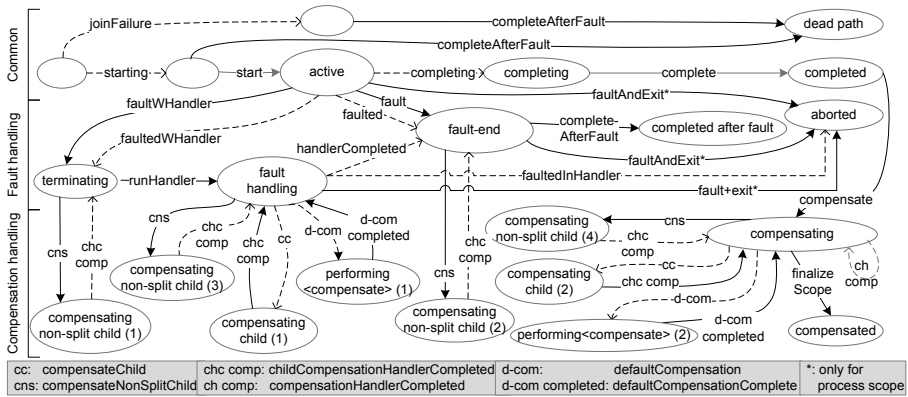 Common
joinFailure
completeAfterFault
dead path
completeAfterFault
starting
start
active
completing
completing
complete
completed
Fault handling
faultWHandler
fault
faulted
faultAndExit*
aborted
faultedWHandler
fault-end
complete-
AfterFault
completed after fault
handlerCompleted
faultAndExit*
terminating
runHandler
fault
handling
faultedInHandler
fault+exit*
compensate
Compensation handling
cns
chc
comp
cns
chc
comp
chc
comp
cc
d-com
d-com
completed
cns
chc
comp
compensating
non-split child (4)
cns
chc
comp
compensating
compensating
non-split child (3)
performing
<compensate> (1)
compensating
child (2)
cc
chc comp
finalize
Scope
ch
comp
d-com
compensating
non-split child (1)
compensating
child (1)
compensating
non-split child (2)
performing<compensate> (2)
d-com
completed
compensated
cc: compensateChild
cns: compensateNonSplitChild
chc comp: childCompensationHandlerCompleted
ch comp: compensationHandlerCompleted
d-com: defaultCompensation
d-com completed: defaultCompensationComplete
*: only for
process scope